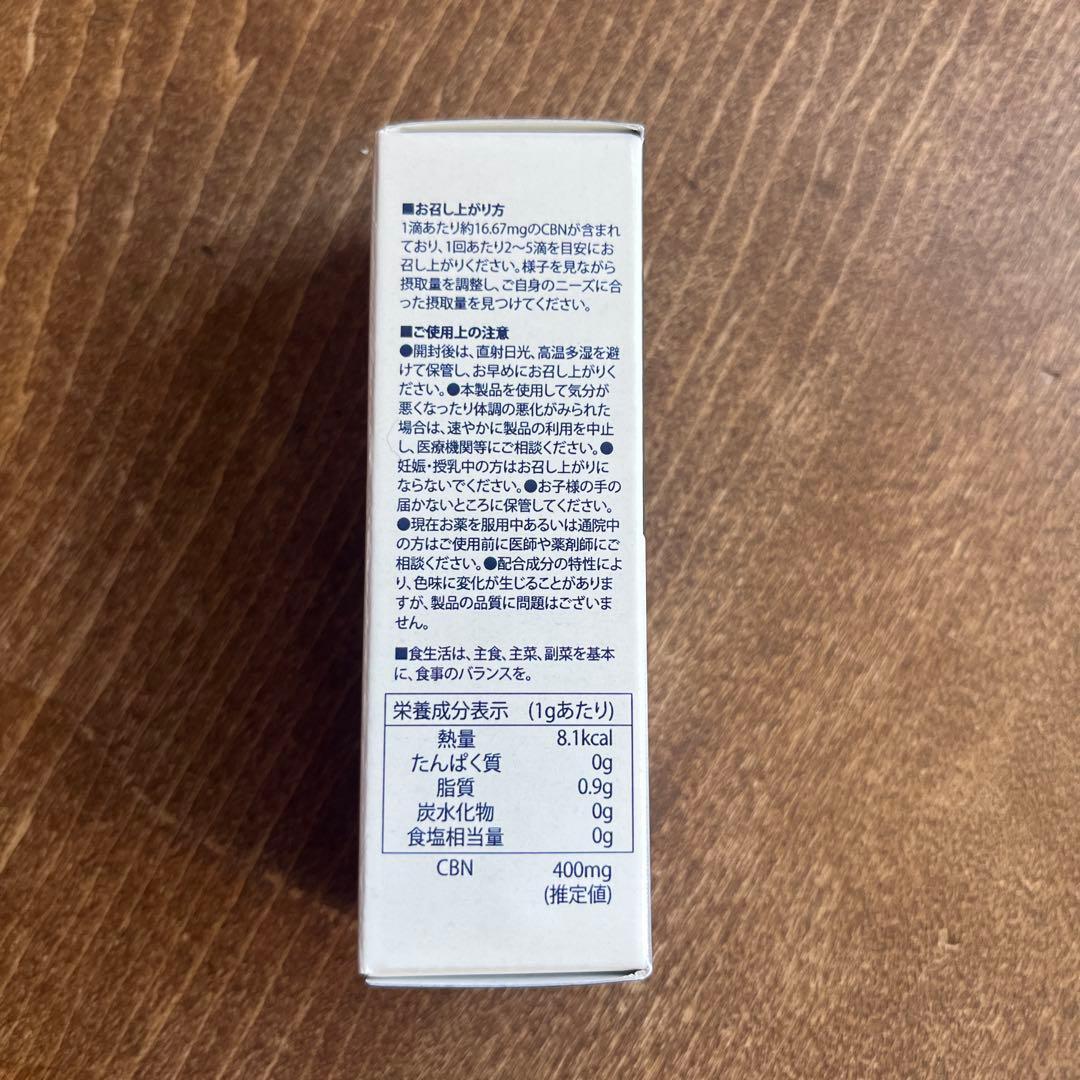 ■お召し上がり方
1滴あたり約16.67mgのCBNが含まれ
ており、1回あたり2〜5滴を目安にお
召し上がりください。様子を見ながら
摂取量を調整し、ご自身のニーズに合
った摂取量を見つけてください。
■ご使用上の注意
●開封後は、直射日光、高温多湿を避
けて保管し、お早めにお召し上がりく
ださい。●本製品を使用して気分が
悪くなったり体調の悪化がみられた
場合は、速やかに製品の利用を中止
し、医療機関等にご相談ください。●
妊娠・授乳中の方はお召し上がりに
ならないでください。●お子様の手の
届かないところに保管してください。
●現在お薬を服用中あるいは通院中
の方はご使用前に医師や薬剤師にご
相談ください。●配合成分の特性によ
り、色味に変化が生じることがありま
すが、製品の品質に問題はございま
せん。
■食生活は、主食、主菜、副菜を基本
に、食事のバランスを。
栄養成分表示 (1gあたり)
熱量 8.1kcal
たんぱく質 0g
脂質 0.9g
炭水化物 0g
食塩相当量 0g
CBN 400mg
(推定値)